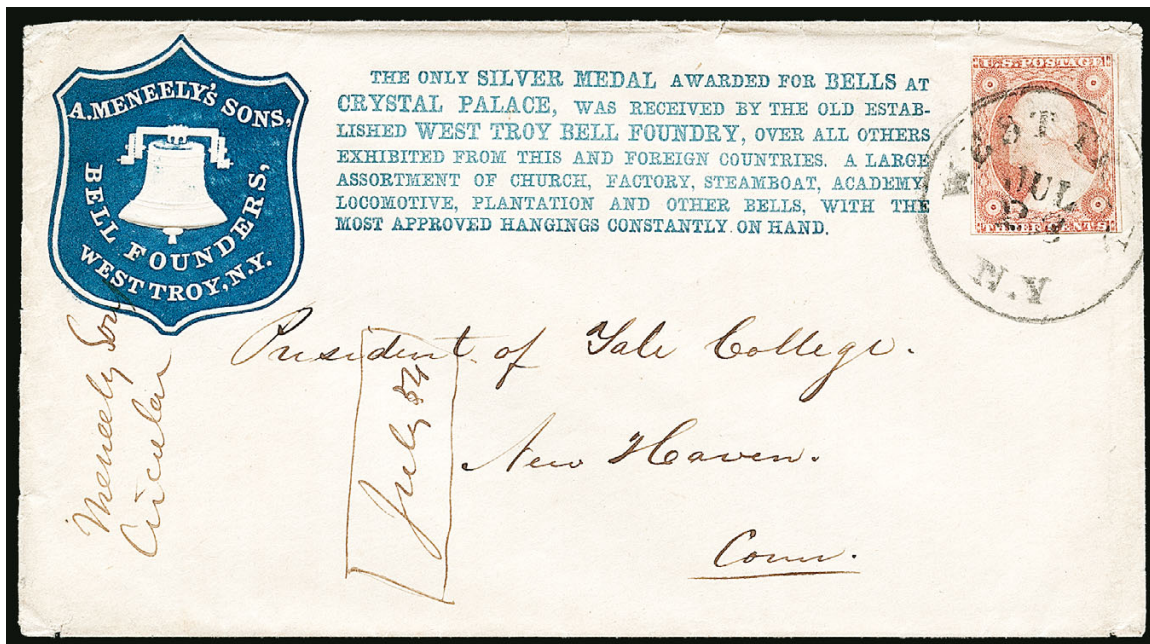 A. MENEELY'S SONS,
BELL FOUNDERS,
WEST TROY, N.Y.
THE ONLY SILVER MEDAL AWARDED FOR BELLS AT
CRYSTAL PALACE, WAS RECEIVED BY THE OLD ESTAB-
LISHED WEST TROY BELL FOUNDRY, OVER ALL OTHERS
EXHIBITED FROM THIS AND FOREIGN COUNTRIES. A LARGE
ASSORTMENT OF CHURCH, FACTORY, STEAMBOAT, ACADEMY,
LOCOMOTIVE, PLANTATION AND OTHER BELLS, WITH THE
MOST APPROVED HANGINGS CONSTANTLY ON HAND.
U.S. POSTAGE
THREE CENTS
WEST TROY
JUL
N.Y
President of Yale College.
New Haven.
Conn.
July 54
Meneely Sons
Circular